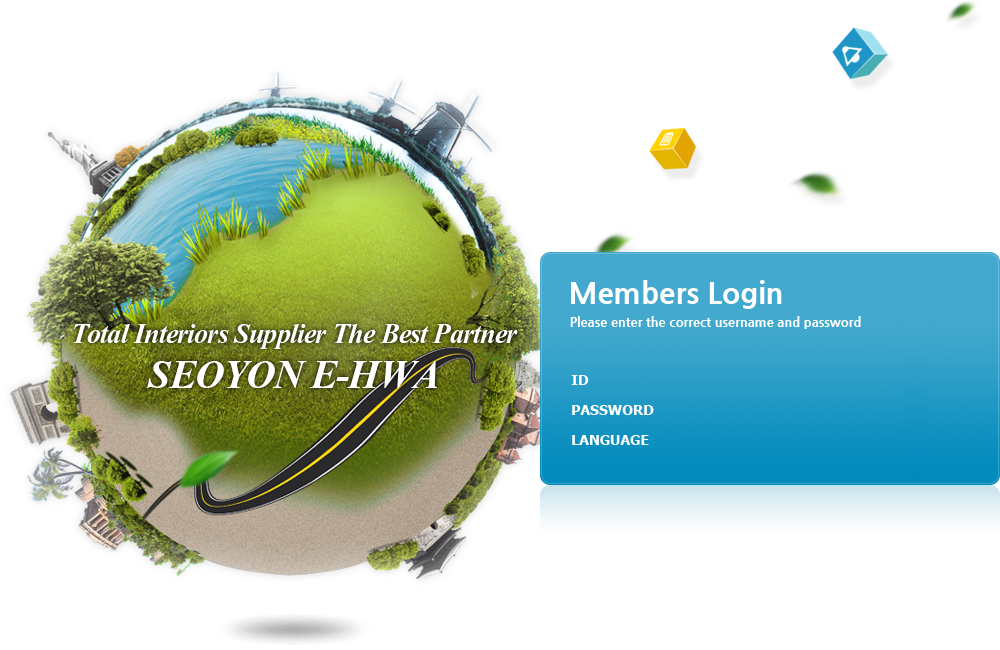 Total Interiors Supplier The Best Partner
SEOYON E-HWA
Members Login
Please enter the correct username and password
ID
PASSWORD
LANGUAGE